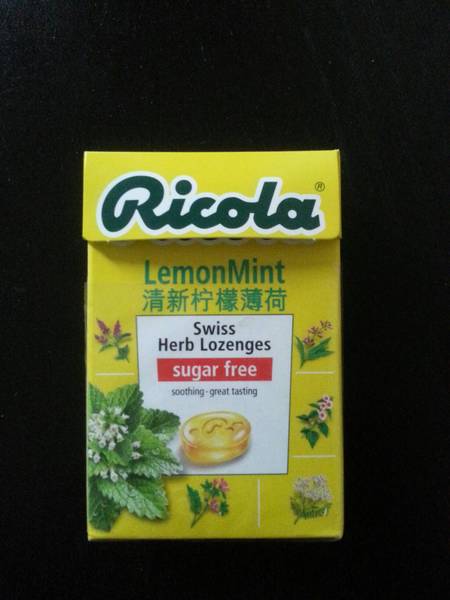 Ricola®
LemonMint
清新柠檬薄荷
Swiss
Herb Lozenges
sugar free
soothing · great tasting